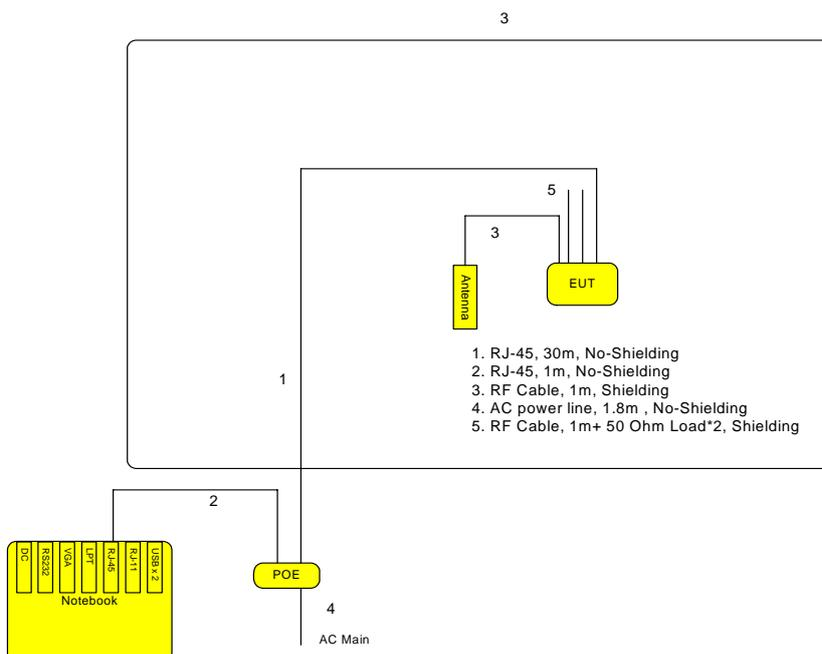 3
5
3
Antenna
EUT
1. RJ-45, 30m, No-Shielding
2. RJ-45, 1m, No-Shielding
3. RF Cable, 1m, Shielding
4. AC power line, 1.8m , No-Shielding
5. RF Cable, 1m+ 50 Ohm Load*2, Shielding
1
2
DC
RS232
VGA
LPT
RJ-45
RJ-11
USB x 2
Notebook
POE
4
AC Main